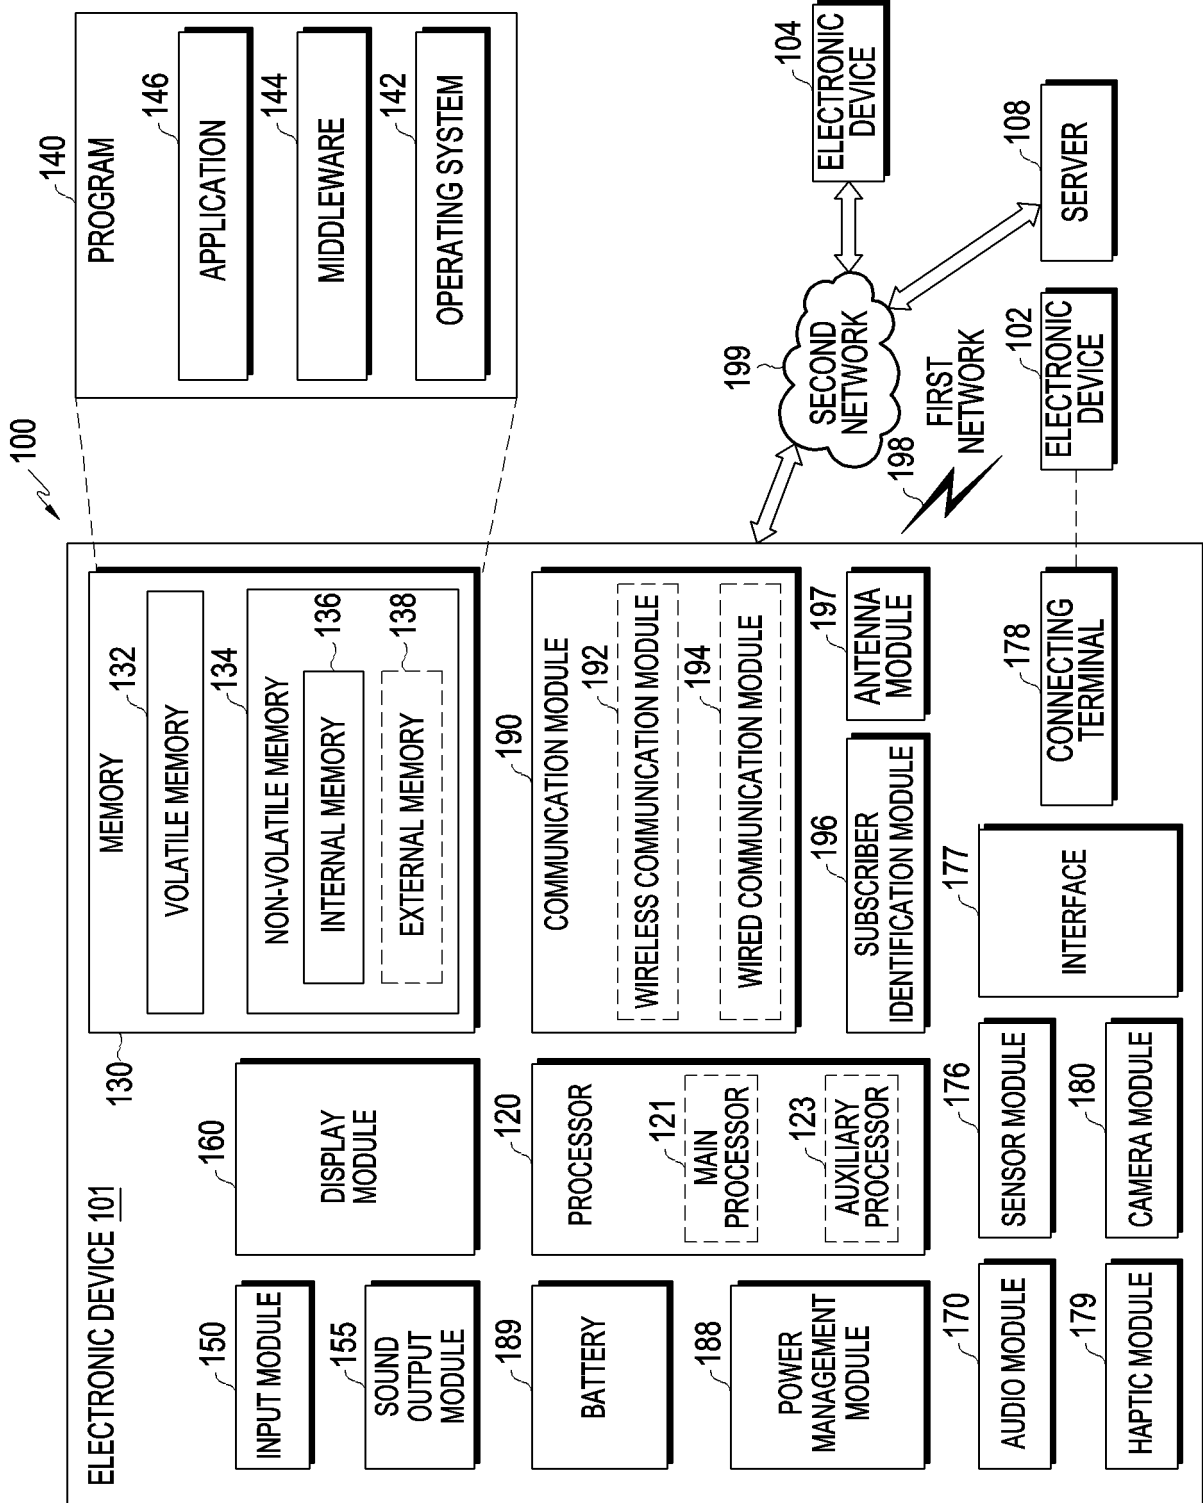 100
ELECTRONIC DEVICE 101
150
INPUT MODULE
155
SOUND
OUTPUT
MODULE
160
DISPLAY
MODULE
130
MEMORY
132
VOLATILE MEMORY
134
NON-VOLATILE MEMORY
136
INTERNAL MEMORY
138
EXTERNAL MEMORY
140
PROGRAM
146
APPLICATION
144
MIDDLEWARE
142
OPERATING SYSTEM
189
BATTERY
188
POWER
MANAGEMENT
MODULE
120
PROCESSOR
121
MAIN
PROCESSOR
123
AUXILIARY
PROCESSOR
190
COMMUNICATION MODULE
192
WIRELESS COMMUNICATION MODULE
194
WIRED COMMUNICATION MODULE
196
SUBSCRIBER
IDENTIFICATION MODULE
197
ANTENNA
MODULE
199
SECOND
NETWORK
104
ELECTRONIC
DEVICE
198
FIRST
NETWORK
108
SERVER
102
ELECTRONIC
DEVICE
170
AUDIO MODULE
176
SENSOR MODULE
177
INTERFACE
178
CONNECTING
TERMINAL
179
HAPTIC MODULE
180
CAMERA MODULE